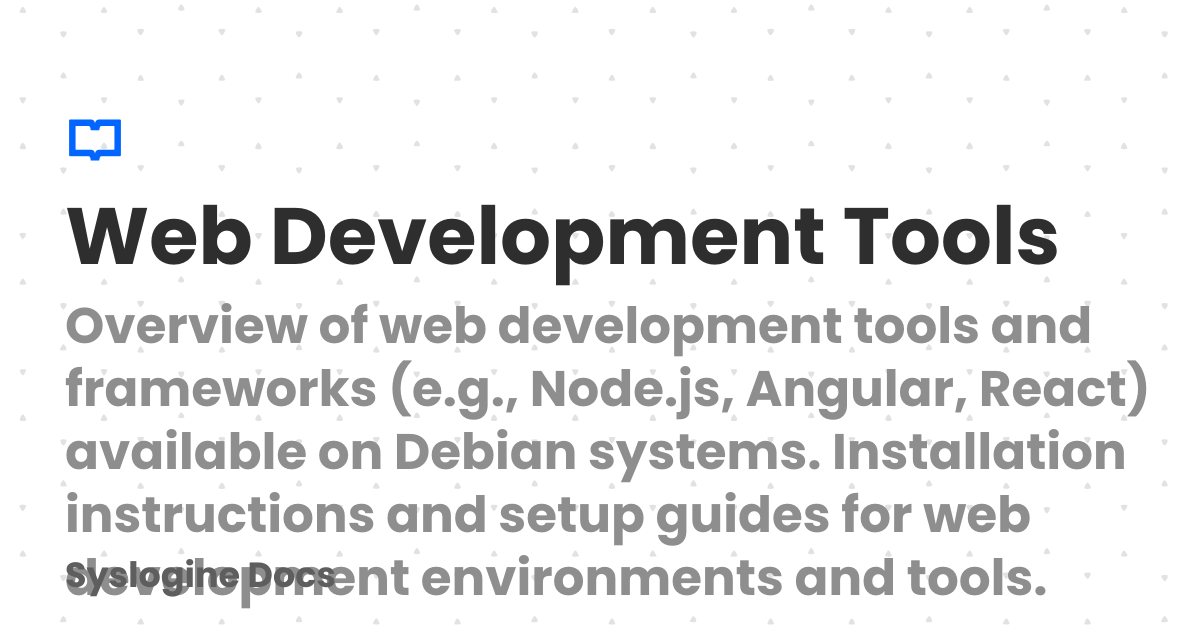 Web Development Tools
Overview of web development tools and
frameworks (e.g., Node.js, Angular, React)
available on Debian systems. Installation
instructions and setup guides for web
development environments and tools.
Syslogine Docs